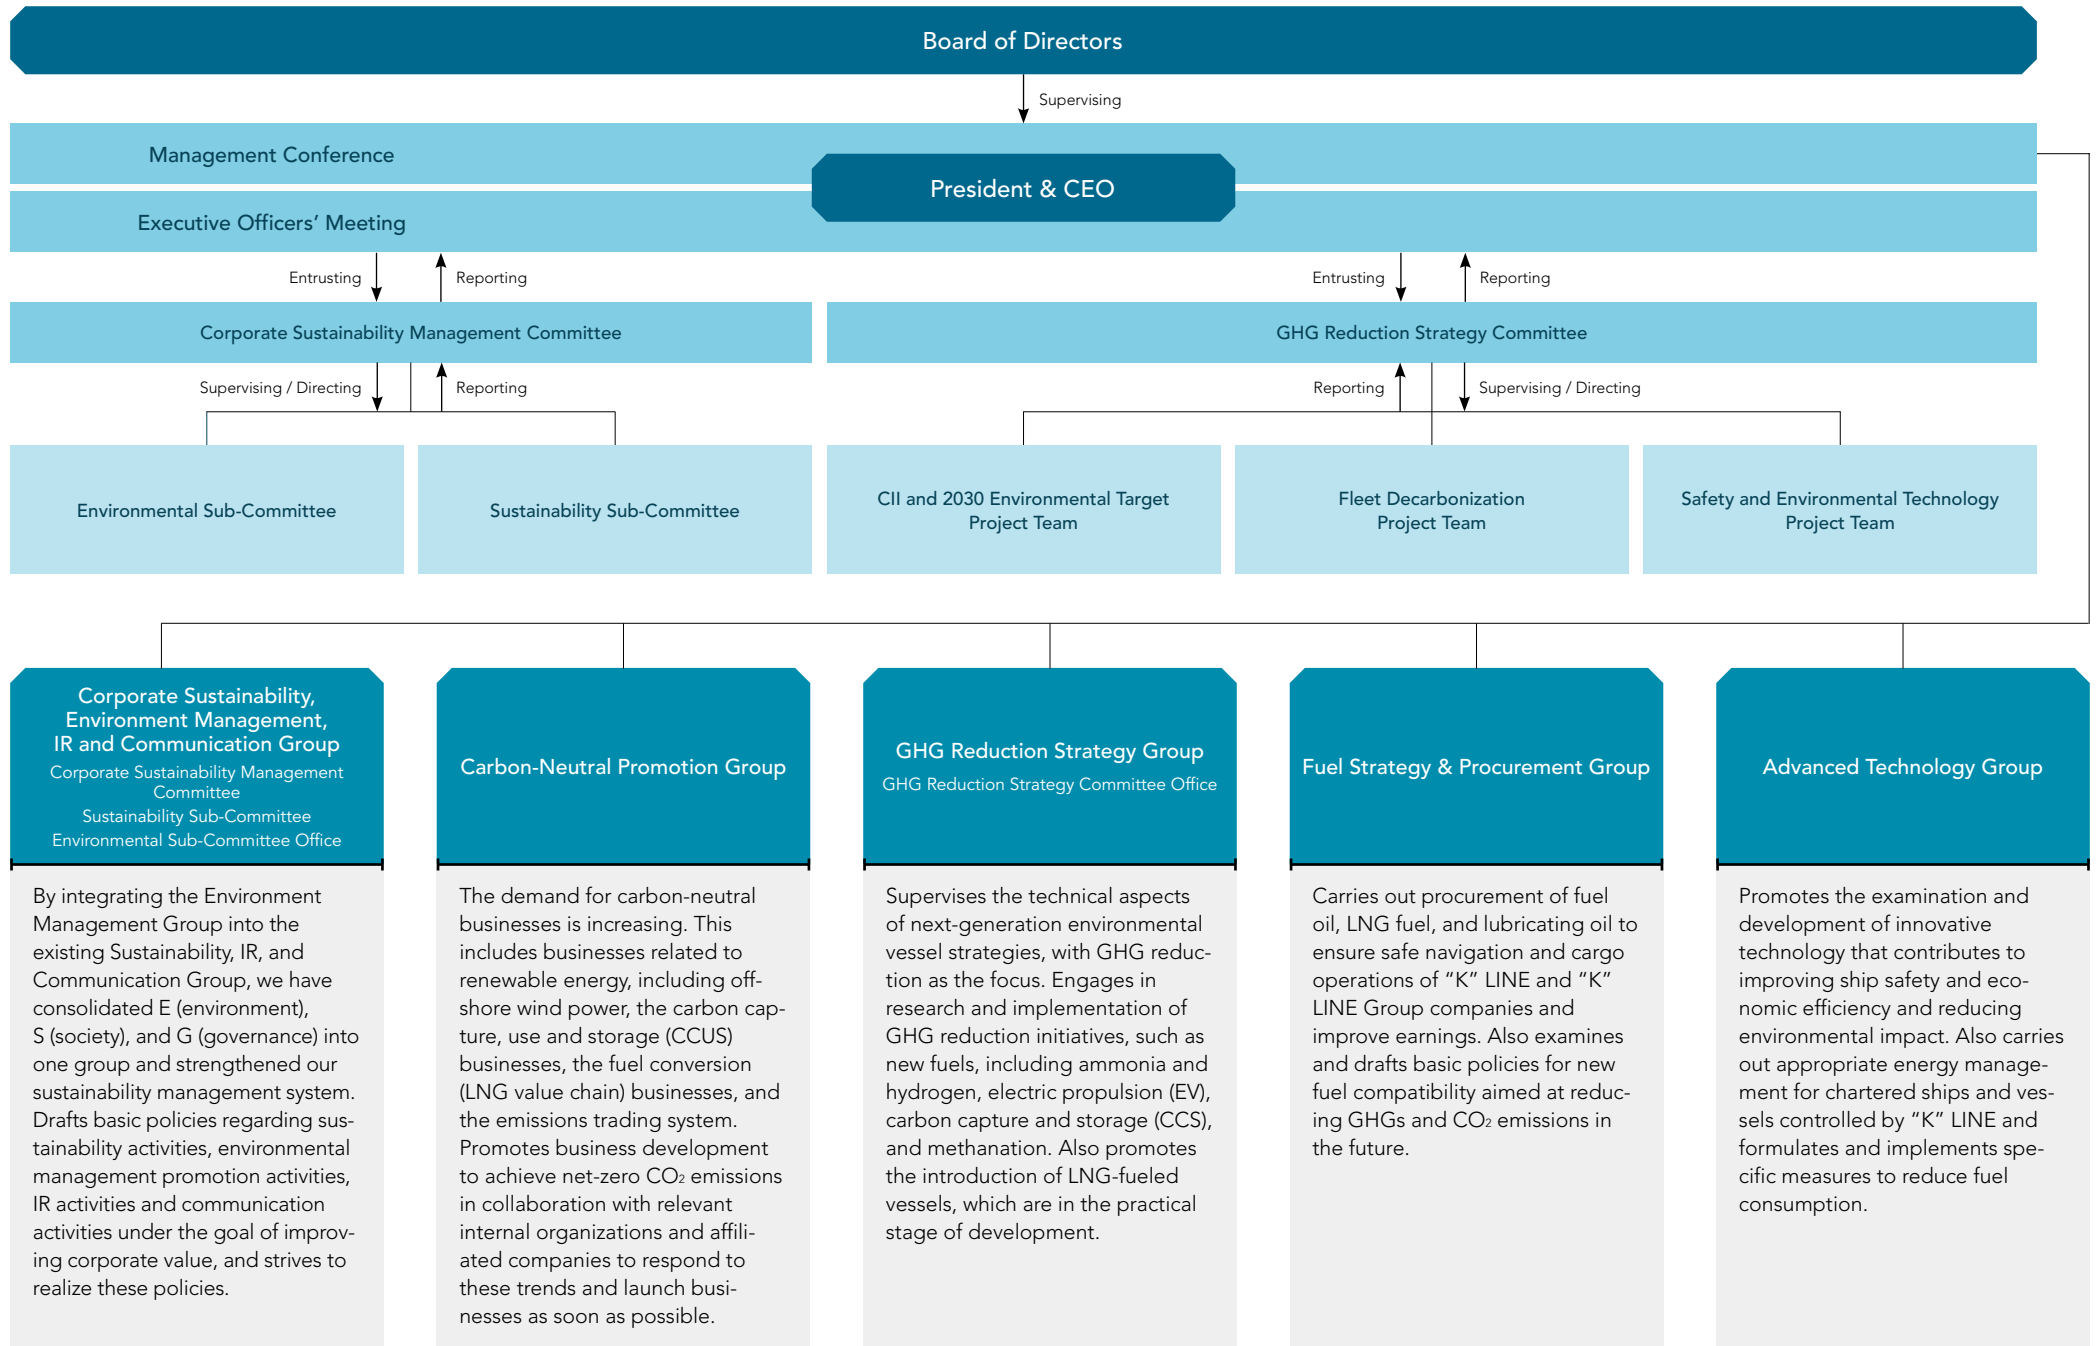 Board of Directors
Supervising
Management Conference
President & CEO
Executive Officers’ Meeting
Entrusting
Reporting
Entrusting
Reporting
Corporate Sustainability Management Committee
GHG Reduction Strategy Committee
Supervising / Directing
Reporting
Reporting
Supervising / Directing
Environmental Sub-Committee
Sustainability Sub-Committee
CII and 2030 Environmental Target
Project Team
Fleet Decarbonization
Project Team
Safety and Environmental Technology
Project Team
Corporate Sustainability,
Environment Management,
IR and Communication Group
Corporate Sustainability Management
Committee
Sustainability Sub-Committee
Environmental Sub-Committee Office
By integrating the Environment
Management Group into the
existing Sustainability, IR, and
Communication Group, we have
consolidated E (environment),
S (society), and G (governance) into
one group and strengthened our
sustainability management system.
Drafts basic policies regarding sus-
tainability activities, environmental
management promotion activities,
IR activities and communication
activities under the goal of improv-
ing corporate value, and strives to
realize these policies.
Carbon-Neutral Promotion Group
The demand for carbon-neutral
businesses is increasing. This
includes businesses related to
renewable energy, including off-
shore wind power, the carbon cap-
ture, use and storage (CCUS)
businesses, the fuel conversion
(LNG value chain) businesses, and
the emissions trading system.
Promotes business development
to achieve net-zero CO₂ emissions
in collaboration with relevant
internal organizations and affili-
ated companies to respond to
these trends and launch busi-
nesses as soon as possible.
GHG Reduction Strategy Group
GHG Reduction Strategy Committee Office
Supervises the technical aspects
of next-generation environmental
vessel strategies, with GHG reduc-
tion as the focus. Engages in
research and implementation of
GHG reduction initiatives, such as
new fuels, including ammonia and
hydrogen, electric propulsion (EV),
carbon capture and storage (CCS),
and methanation. Also promotes
the introduction of LNG-fueled
vessels, which are in the practical
stage of development.
Fuel Strategy & Procurement Group
Carries out procurement of fuel
oil, LNG fuel, and lubricating oil to
ensure safe navigation and cargo
operations of “K” LINE and “K”
LINE Group companies and
improve earnings. Also examines
and drafts basic policies for new
fuel compatibility aimed at reduc-
ing GHGs and CO₂ emissions in
the future.
Advanced Technology Group
Promotes the examination and
development of innovative
technology that contributes to
improving ship safety and eco-
nomic efficiency and reducing
environmental impact. Also carries
out appropriate energy manage-
ment for chartered ships and ves-
sels controlled by “K” LINE and
formulates and implements spe-
cific measures to reduce fuel
consumption.